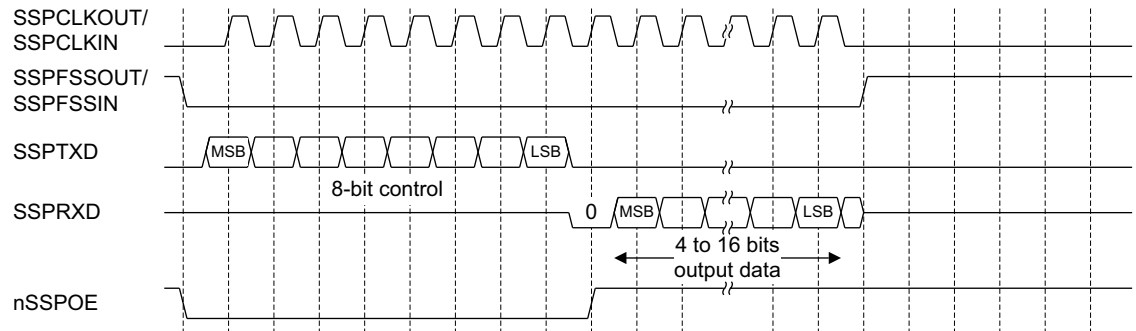 SSPCLKOUT/
SSPCLKIN
SSPFSSOUT/
SSPFSSIN
SSPTXD
MSB
LSB
8-bit control
SSPRXD
0
MSB
LSB
4 to 16 bits
output data
nSSPOE